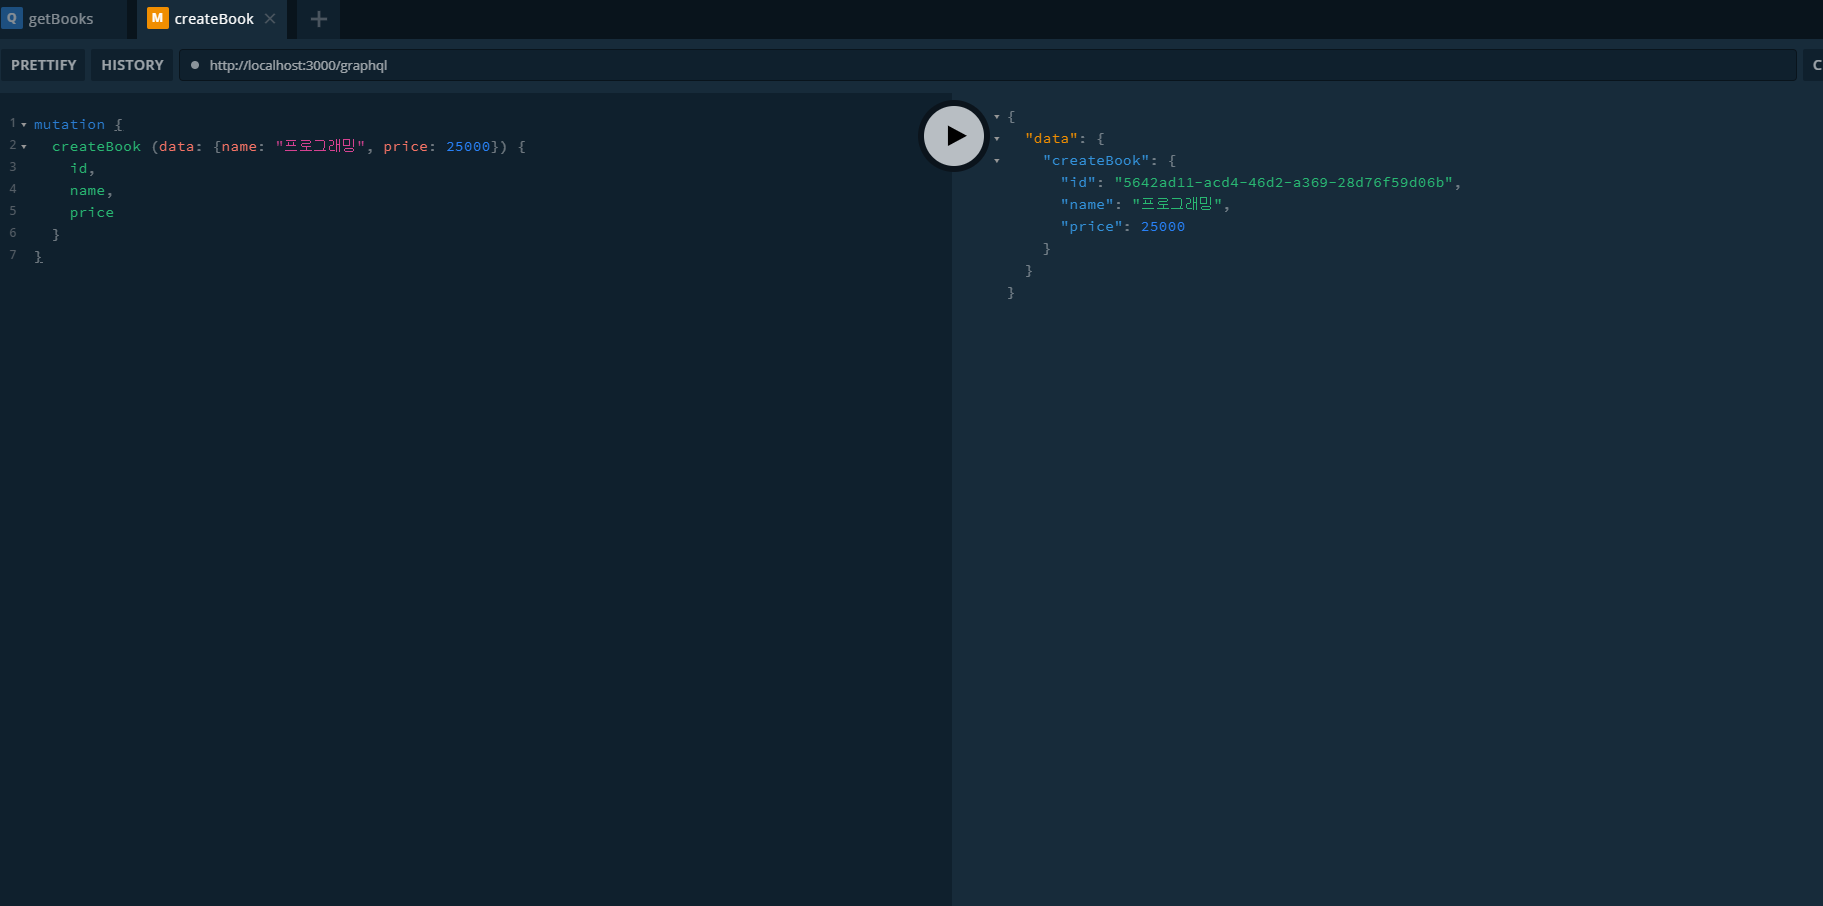 Q getBooks M createBook × +
PRETTIFY HISTORY http://localhost:3000/graphql C
1 mutation {
2 createBook (data: {name: "프로그래밍", price: 25000}) {
3 id,
4 name,
5 price
6 }
7 }
{
"data": {
"createBook": {
"id": "5642ad11-acd4-46d2-a369-28d76f59d06b",
"name": "프로그래밍",
"price": 25000
}
}
}